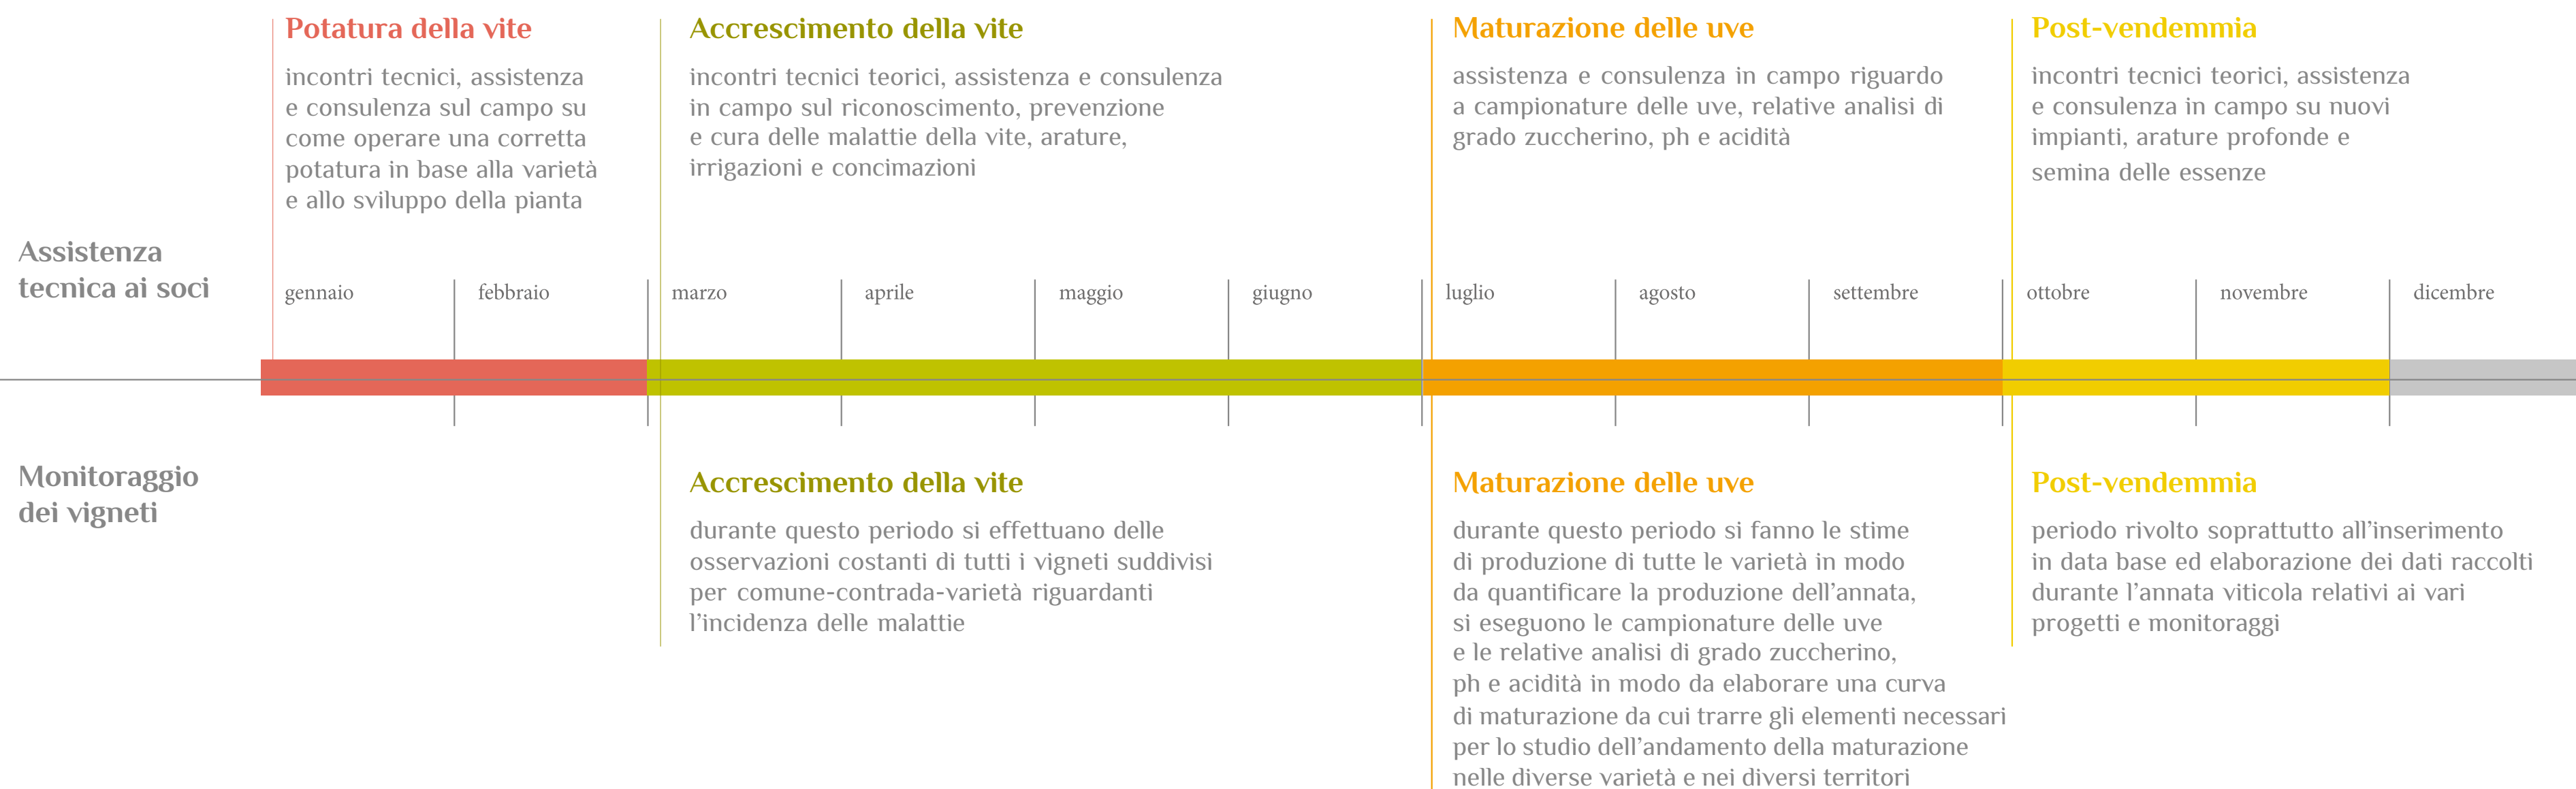 Potatura della vite
incontri tecnici, assistenza
e consulenza sul campo su
come operare una corretta
potatura in base alla varietà
e allo sviluppo della pianta
Accrescimento della vite
incontri tecnici teorici, assistenza e consulenza
in campo sul riconoscimento, prevenzione
e cura delle malattie della vite, arature,
irrigazioni e concimazioni
Maturazione delle uve
assistenza e consulenza in campo riguardo
a campionature delle uve, relative analisi di
grado zuccherino, ph e acidità
Post-vendemmia
incontri tecnici teorici, assistenza
e consulenza in campo su nuovi
impianti, arature profonde e
semina delle essenze
Assistenza
tecnica ai soci
gennaio
febbraio
marzo
aprile
maggio
giugno
luglio
agosto
settembre
ottobre
novembre
dicembre
Monitoraggio
dei vigneti
Accrescimento della vite
durante questo periodo si effettuano delle
osservazioni costanti di tutti i vigneti suddivisi
per comune-contrada-varietà riguardanti
l’incidenza delle malattie
Maturazione delle uve
durante questo periodo si fanno le stime
di produzione di tutte le varietà in modo
da quantificare la produzione dell’annata,
si eseguono le campionature delle uve
e le relative analisi di grado zuccherino,
ph e acidità in modo da elaborare una curva
di maturazione da cui trarre gli elementi necessari
per lo studio dell’andamento della maturazione
nelle diverse varietà e nei diversi territori
Post-vendemmia
periodo rivolto soprattutto all’inserimento
in data base ed elaborazione dei dati raccolti
durante l’annata viticola relativi ai vari
progetti e monitoraggi